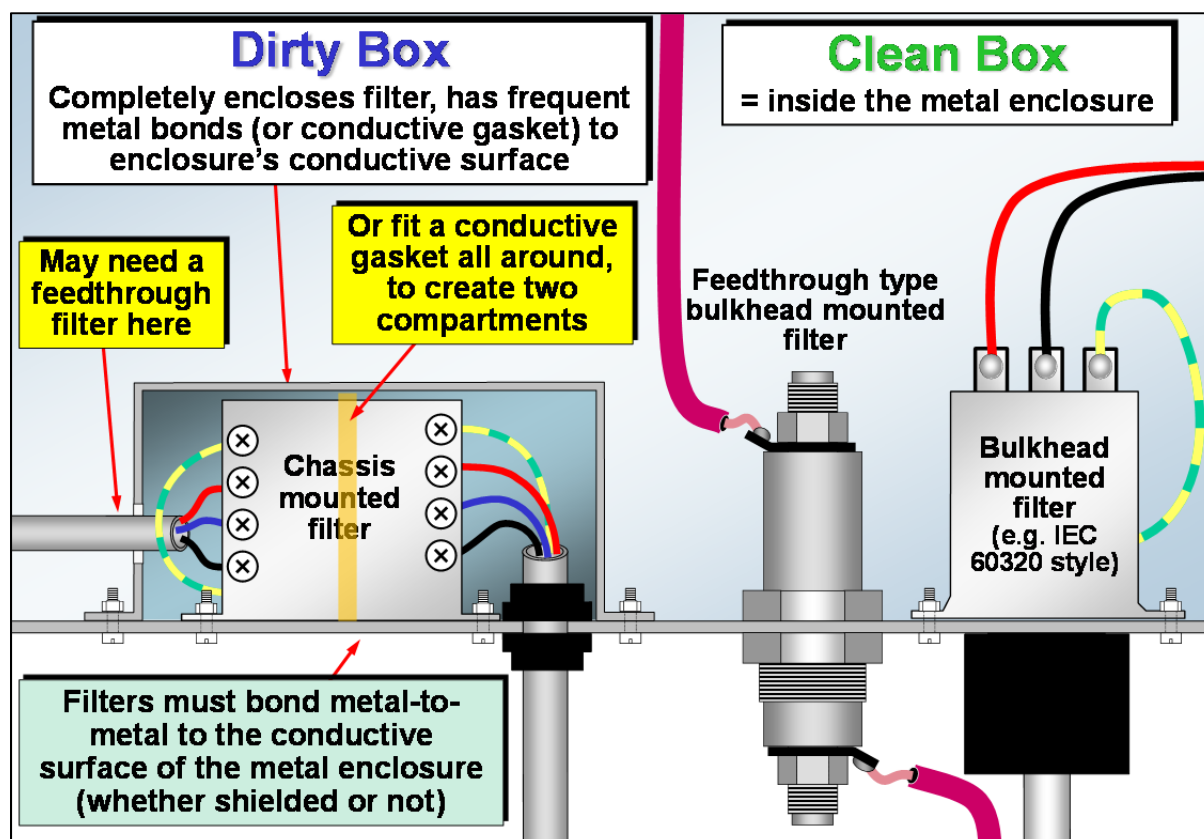 Dirty Box
Completely encloses filter, has frequent
metal bonds (or conductive gasket) to
enclosure’s conductive surface
Clean Box
= inside the metal enclosure
May need a
feedthrough
filter here
Or fit a conductive
gasket all around,
to create two
compartments
Feedthrough type
bulkhead mounted
filter
Chassis
mounted
filter
Bulkhead
mounted
filter
(e.g. IEC
60320 style)
Filters must bond metal-to-
metal to the conductive
surface of the metal enclosure
(whether shielded or not)